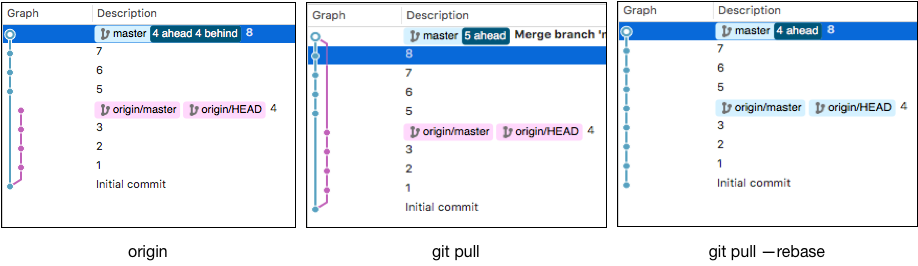 Graph Description
master 4 ahead 4 behind 8
7
6
5
origin/master origin/HEAD 4
3
2
1
Initial commit
origin
Graph Description
master 5 ahead Merge branch 'r
8
7
6
5
origin/master origin/HEAD 4
3
2
1
Initial commit
git pull
Graph Description
master 4 ahead 8
7
6
5
origin/master origin/HEAD 4
3
2
1
Initial commit
git pull —rebase